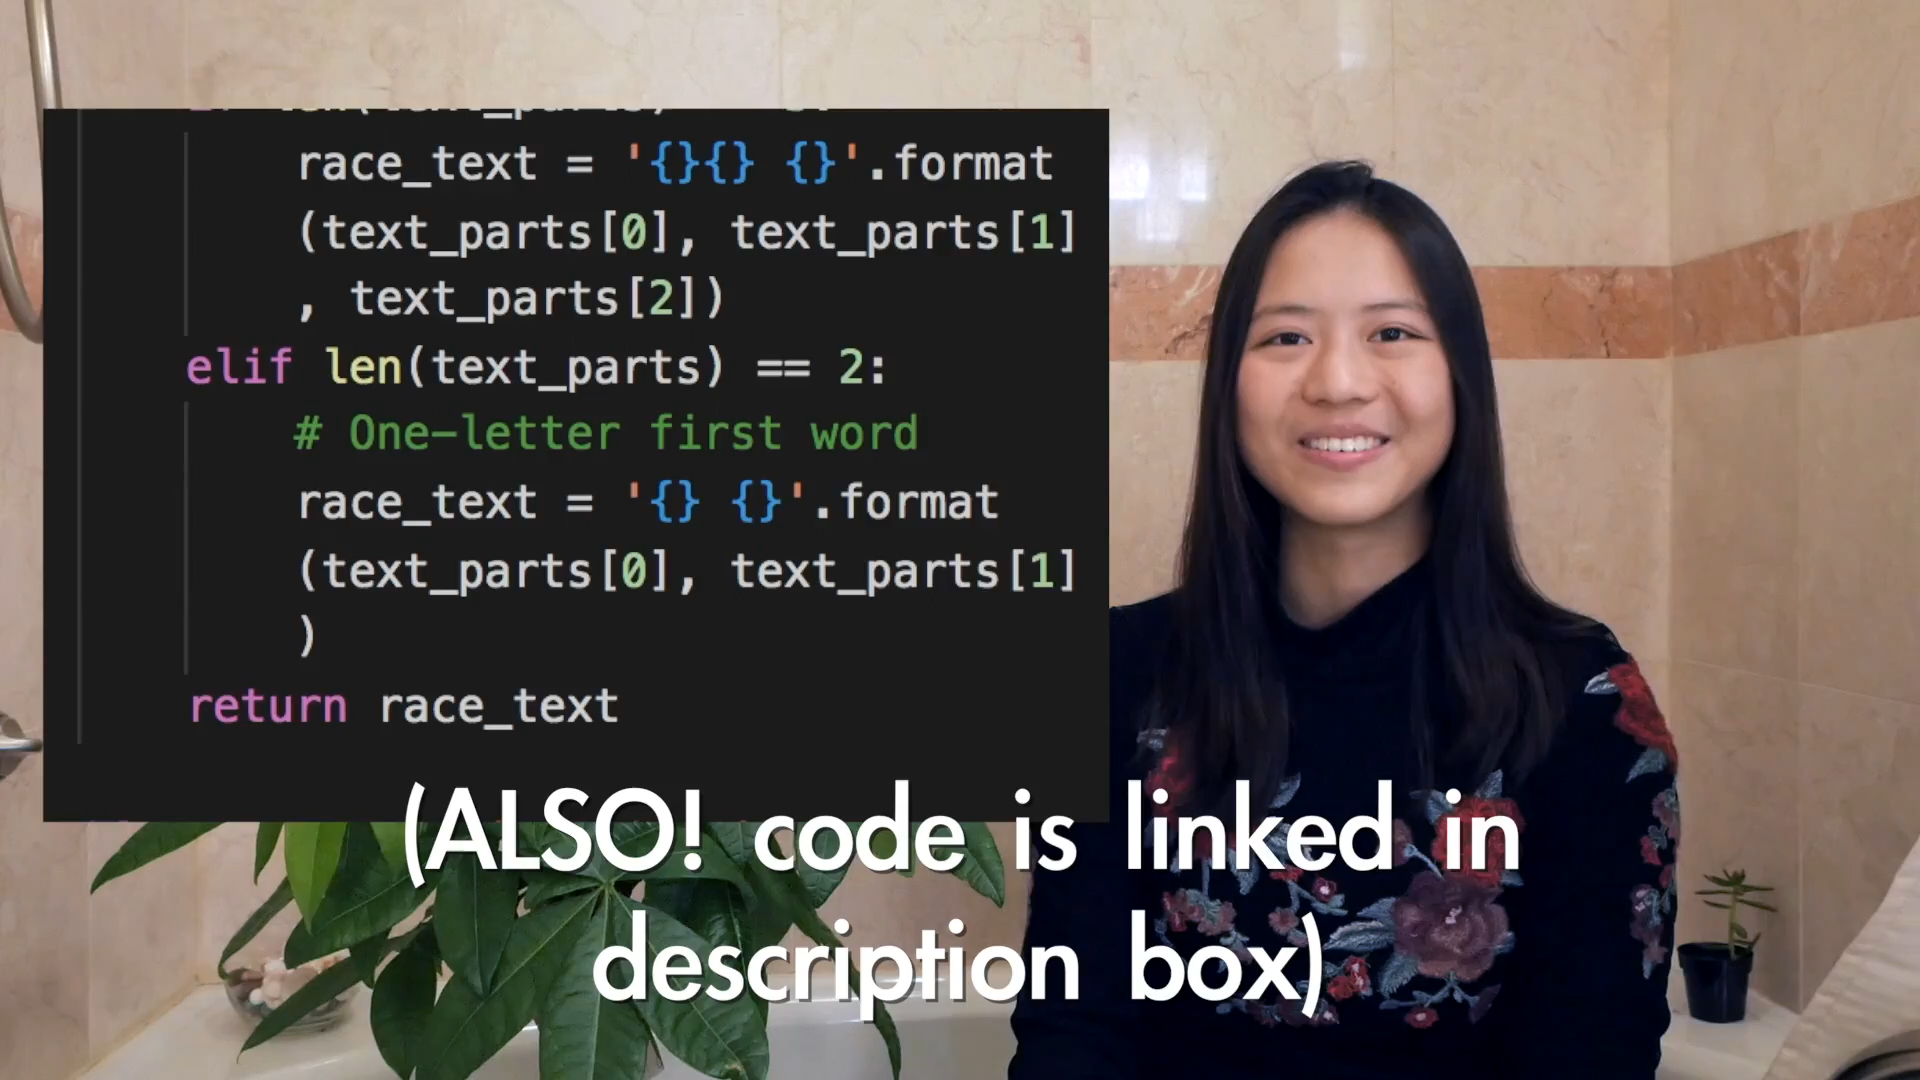 race_text = '{}{} {}'.format
(text_parts[0], text_parts[1]
, text_parts[2])
elif len(text_parts) == 2:
# One-letter first word
race_text = '{} {}'.format
(text_parts[0], text_parts[1]
)
return race_text
(ALSO! code is linked in
description box)